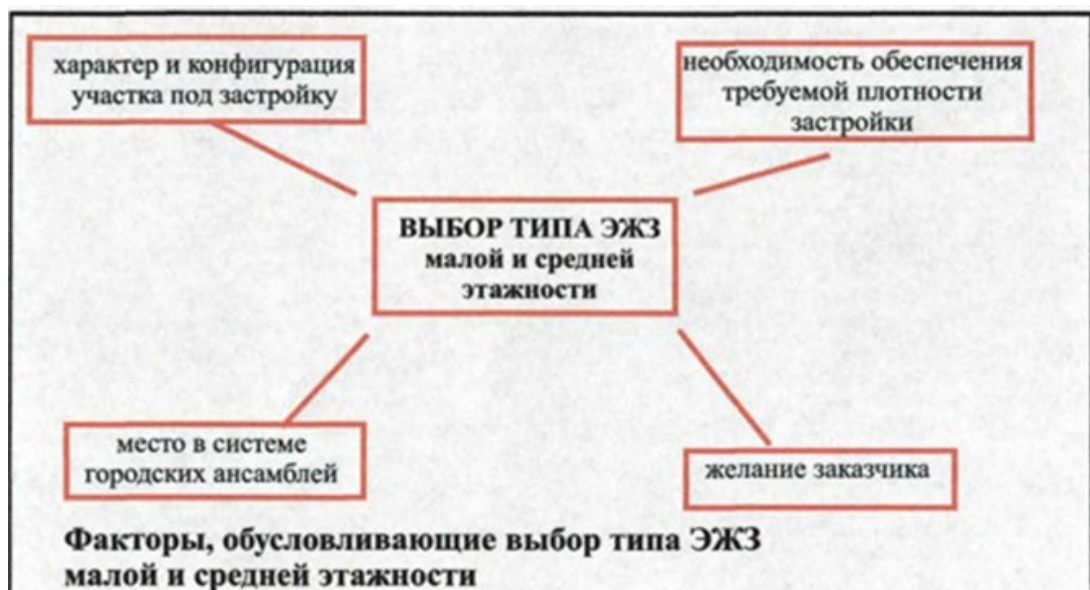 характер и конфигурация
участка под застройку
необходимость обеспечения
требуемой плотности
застройки
ВЫБОР ТИПА ЭЖЗ
малой и средней
этажности
место в системе
городских ансамблей
желание заказчика
Факторы, обусловливающие выбор типа ЭЖЗ
малой и средней этажности